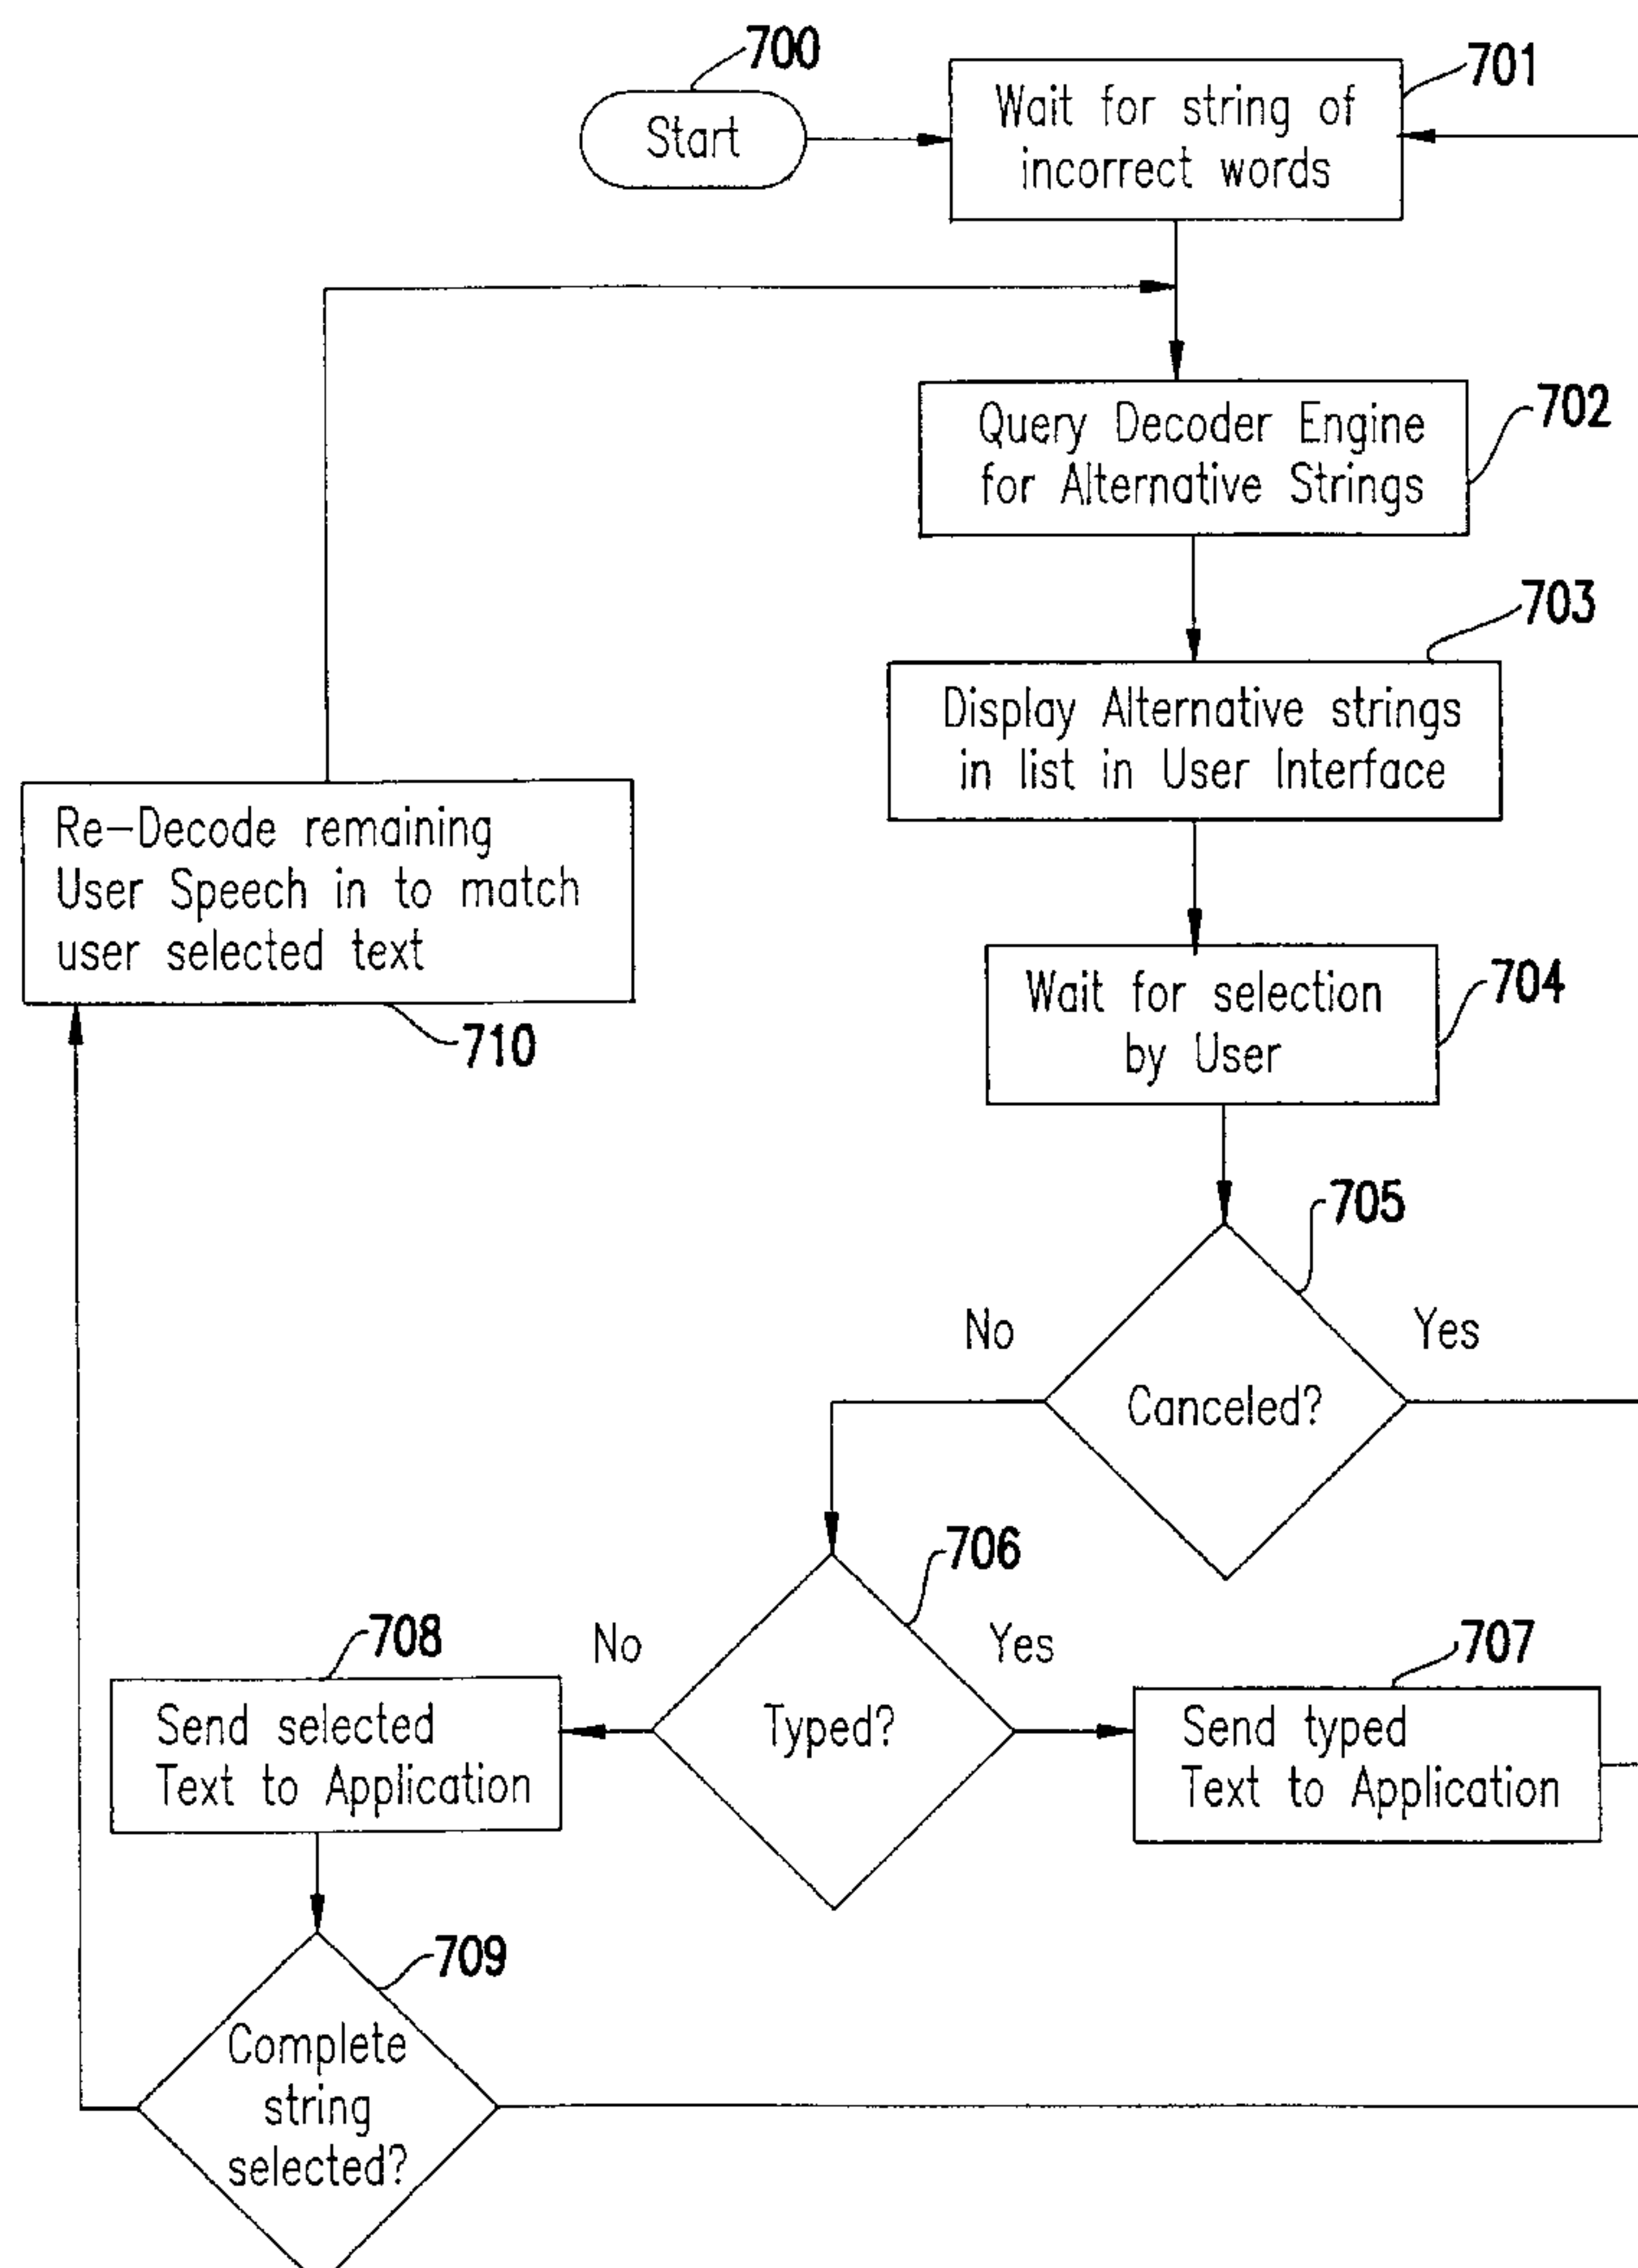 700
Start
701
Wait for string of
incorrect words
702
Query Decoder Engine
for Alternative Strings
703
Display Alternative strings
in list in User Interface
Re-Decode remaining
User Speech in to match
user selected text
710
704
Wait for selection
by User
705
No
Yes
Canceled?
706
No
Yes
Typed?
708
Send selected
Text to Application
707
Send typed
Text to Application
709
Complete
string
selected?